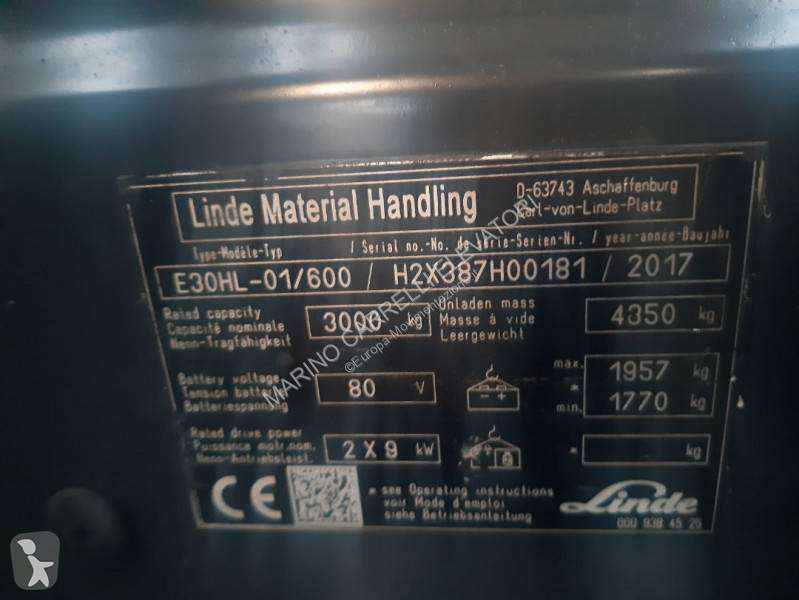 Linde Material Handling
D-63743 Aschaffenburg
Karl-von-Linde-Platz
Type-Modèle-Typ / Serial no.-No. de série-Serien-Nr. / year-année-Baujahr
E30HL-01/600 / H2X387H00181 / 2017
Rated capacity
Capacité nominale
Nenn-Tragfähigkeit
3000 kg
Unladen mass
Masse à vide
Leergewicht
4350 kg
Battery voltage
Tension batterie
Batteriespannung
80 V
- +
max.
*
min.
1957 kg
1770 kg
Rated drive power
Puissance motr.nom.
Nenn-Antriebsleist.
2 X 9 kW
* kg
CE
* see Operating instructions
voir Mode d'emploi
siehe Betriebsanleitung
Linde
000 938 45 25
MARINO CARRELLI ELEVATORI